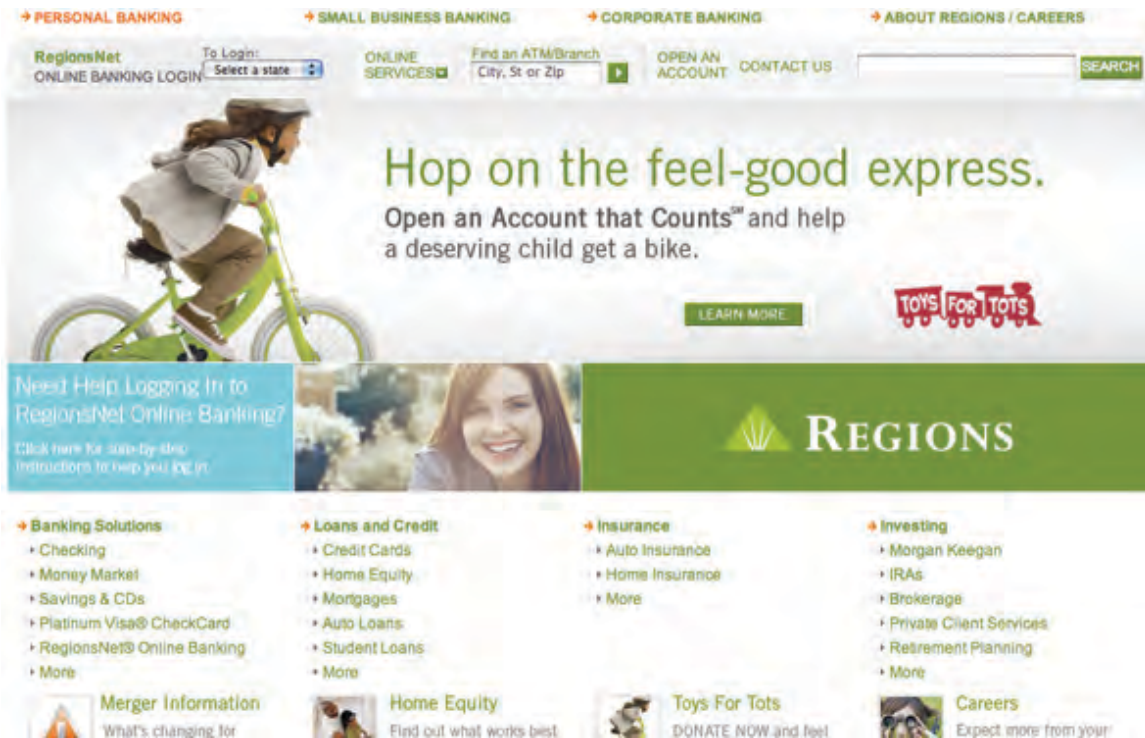 PERSONAL BANKING
SMALL BUSINESS BANKING
CORPORATE BANKING
ABOUT REGIONS / CAREERS
RegionsNet
ONLINE BANKING LOGIN
To Login:
Select a state
ONLINE
SERVICES
Find an ATM/Branch
City, St or Zip
OPEN AN
ACCOUNT
CONTACT US
SEARCH
Hop on the feel-good express.
Open an Account that Counts℠ and help
a deserving child get a bike.
LEARN MORE
TOYS FOR TOTS
Need Help Logging In to
RegionsNet Online Banking?
Click here for step-by-step
instructions to help you log in.
REGIONS
Banking Solutions
Checking
Money Market
Savings & CDs
Platinum Visa® CheckCard
RegionsNet® Online Banking
More
Loans and Credit
Credit Cards
Home Equity
Mortgages
Auto Loans
Student Loans
More
Insurance
Auto Insurance
Home Insurance
More
Investing
Morgan Keegan
IRAs
Brokerage
Private Client Services
Retirement Planning
More
Merger Information
What's changing for
Home Equity
Find out what works best
Toys For Tots
DONATE NOW and feel
Careers
Expect more from your